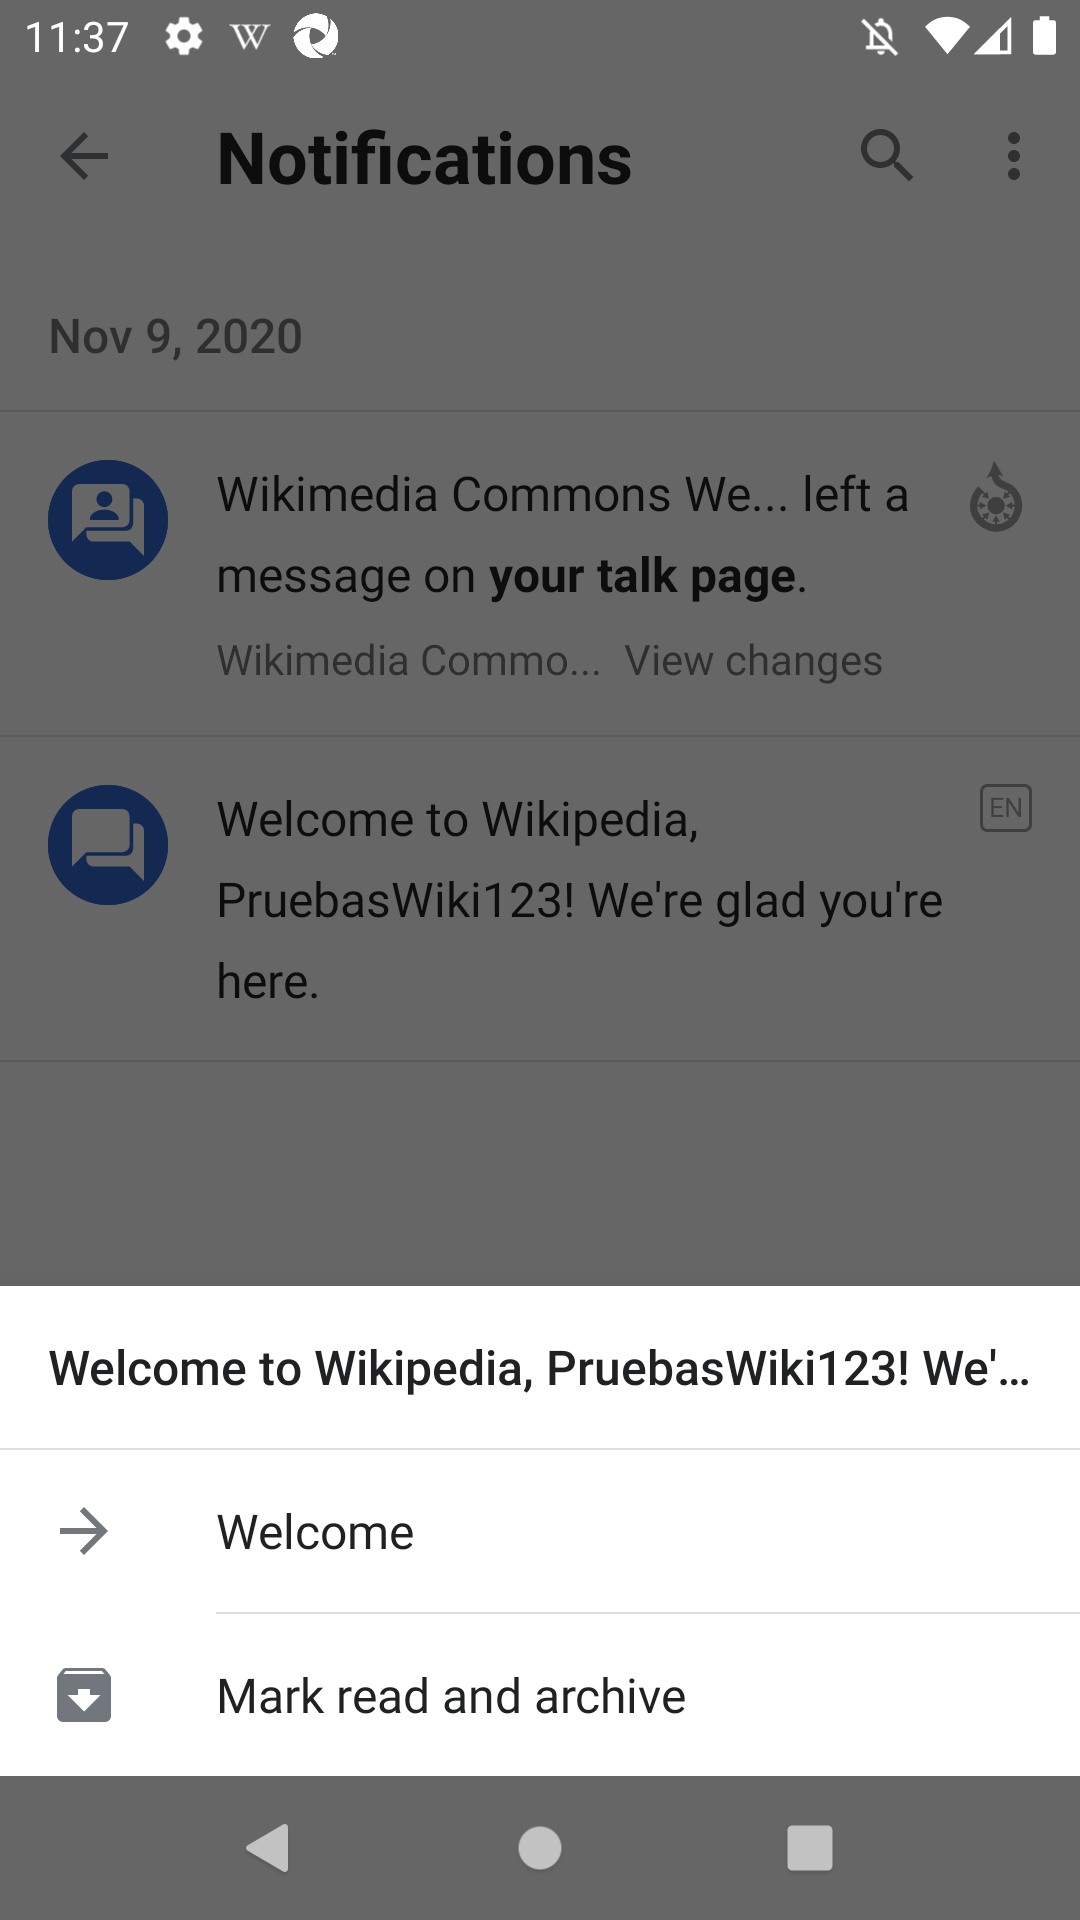 11:37
Notifications
Nov 9, 2020
Wikimedia Commons We... left a
message on your talk page.
Wikimedia Commo... View changes
Welcome to Wikipedia,
PruebasWiki123! We're glad you're
here.
EN
Welcome to Wikipedia, PruebasWiki123! We'...
Welcome
Mark read and archive